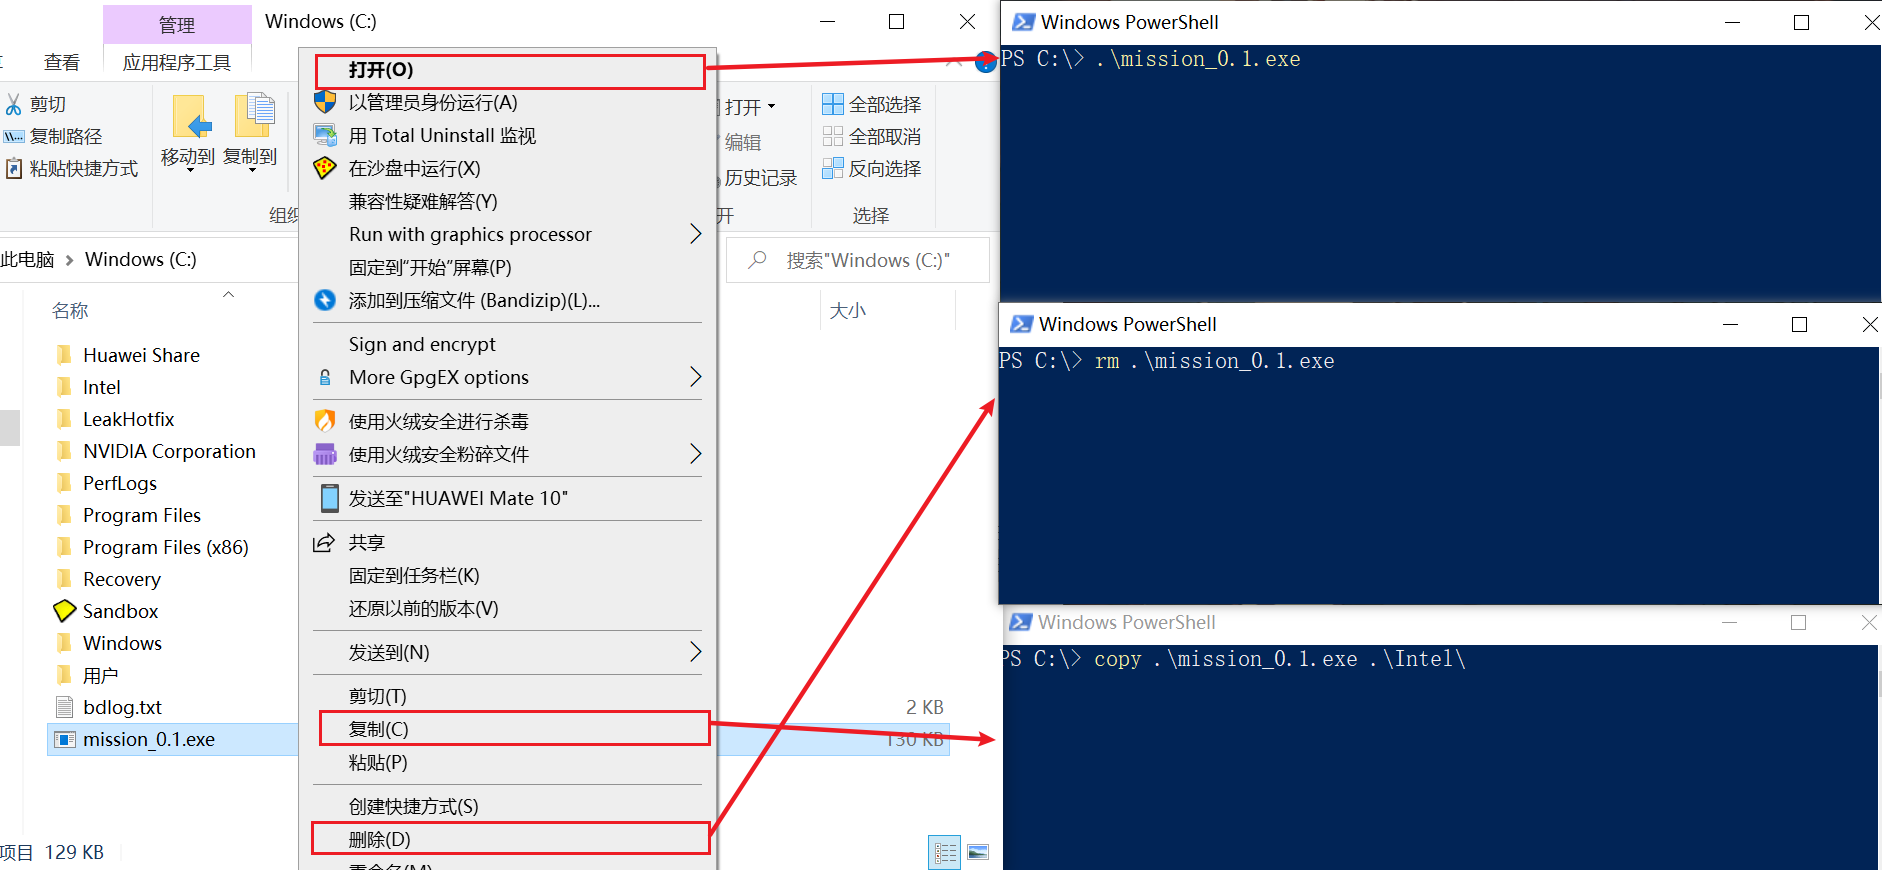 管理
Windows (C:)
查看
应用程序工具
剪切
复制路径
粘贴快捷方式
移动到
复制到
组织
打开
编辑
历史记录
开
全部选择
全部取消
反向选择
选择
此电脑 > Windows (C:)
搜索"Windows (C:)"
名称
大小
Huawei Share
Intel
LeakHotfix
NVIDIA Corporation
PerfLogs
Program Files
Program Files (x86)
Recovery
Sandbox
Windows
用户
bdlog.txt
2 KB
mission_0.1.exe
130 KB
项目 129 KB
打开(O)
以管理员身份运行(A)
用 Total Uninstall 监视
在沙盘中运行(X)
兼容性疑难解答(Y)
Run with graphics processor
固定到"开始"屏幕(P)
添加到压缩文件 (Bandizip)(L)...
Sign and encrypt
More GpgEX options
使用火绒安全进行杀毒
使用火绒安全粉碎文件
发送至"HUAWEI Mate 10"
共享
固定到任务栏(K)
还原以前的版本(V)
发送到(N)
剪切(T)
复制(C)
粘贴(P)
创建快捷方式(S)
删除(D)
重命名(M)
Windows PowerShell
PS C:\> .\mission_0.1.exe
Windows PowerShell
PS C:\> rm .\mission_0.1.exe
Windows PowerShell
PS C:\> copy .\mission_0.1.exe .\Intel\